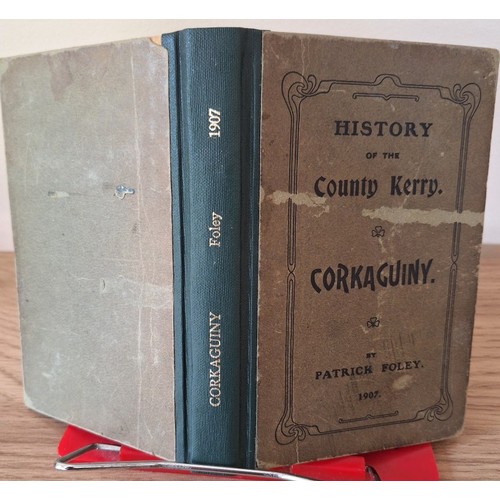 HISTORY
OF THE
County Kerry.
CORKAGUINY.
BY
PATRICK FOLEY.
1907.
CORKAGUINY Foley 1907